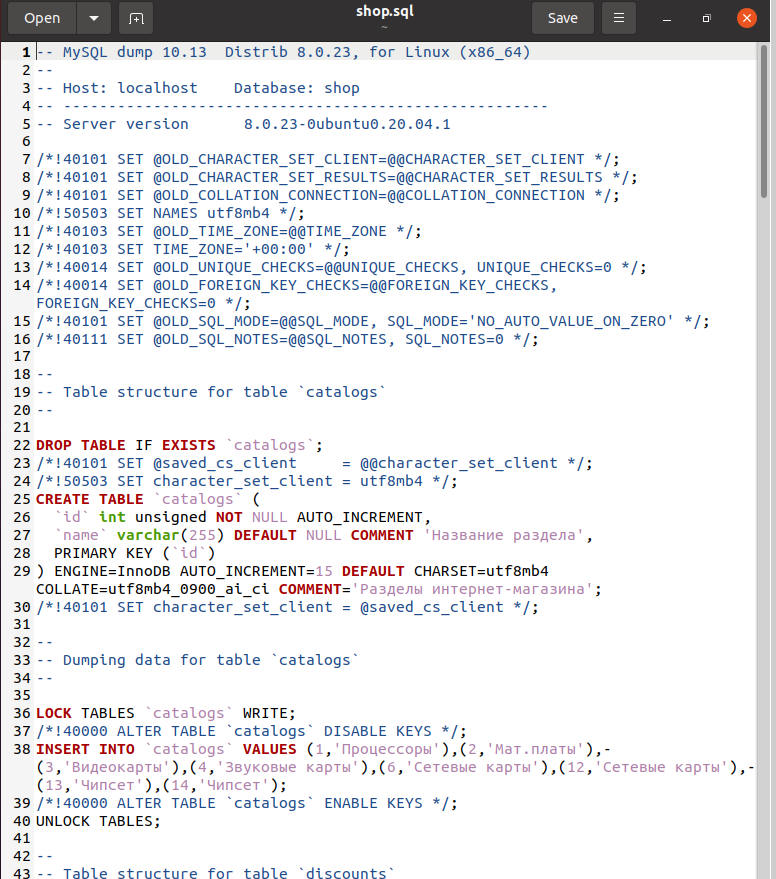 Open
shop.sql
~
Save
1 -- MySQL dump 10.13  Distrib 8.0.23, for Linux (x86_64)
2 --
3 -- Host: localhost    Database: shop
4 -- ------------------------------------------------------
5 -- Server version	8.0.23-0ubuntu0.20.04.1
6
7 /*!40101 SET @OLD_CHARACTER_SET_CLIENT=@@CHARACTER_SET_CLIENT */;
8 /*!40101 SET @OLD_CHARACTER_SET_RESULTS=@@CHARACTER_SET_RESULTS */;
9 /*!40101 SET @OLD_COLLATION_CONNECTION=@@COLLATION_CONNECTION */;
10 /*!50503 SET NAMES utf8mb4 */;
11 /*!40103 SET @OLD_TIME_ZONE=@@TIME_ZONE */;
12 /*!40103 SET TIME_ZONE='+00:00' */;
13 /*!40014 SET @OLD_UNIQUE_CHECKS=@@UNIQUE_CHECKS, UNIQUE_CHECKS=0 */;
14 /*!40014 SET @OLD_FOREIGN_KEY_CHECKS=@@FOREIGN_KEY_CHECKS,
FOREIGN_KEY_CHECKS=0 */;
15 /*!40101 SET @OLD_SQL_MODE=@@SQL_MODE, SQL_MODE='NO_AUTO_VALUE_ON_ZERO' */;
16 /*!40111 SET @OLD_SQL_NOTES=@@SQL_NOTES, SQL_NOTES=0 */;
17
18 --
19 -- Table structure for table `catalogs`
20 --
21
22 DROP TABLE IF EXISTS `catalogs`;
23 /*!40101 SET @saved_cs_client     = @@character_set_client */;
24 /*!50503 SET character_set_client = utf8mb4 */;
25 CREATE TABLE `catalogs` (
26   `id` int unsigned NOT NULL AUTO_INCREMENT,
27   `name` varchar(255) DEFAULT NULL COMMENT 'Название раздела',
28   PRIMARY KEY (`id`)
29 ) ENGINE=InnoDB AUTO_INCREMENT=15 DEFAULT CHARSET=utf8mb4
COLLATE=utf8mb4_0900_ai_ci COMMENT='Разделы интернет-магазина';
30 /*!40101 SET character_set_client = @saved_cs_client */;
31
32 --
33 -- Dumping data for table `catalogs`
34 --
35
36 LOCK TABLES `catalogs` WRITE;
37 /*!40000 ALTER TABLE `catalogs` DISABLE KEYS */;
38 INSERT INTO `catalogs` VALUES (1,'Процессоры'),(2,'Мат.платы'),-
(3,'Видеокарты'),(4,'Звуковые карты'),(6,'Сетевые карты'),(12,'Сетевые карты'),-
(13,'Чипсет'),(14,'Чипсет');
39 /*!40000 ALTER TABLE `catalogs` ENABLE KEYS */;
40 UNLOCK TABLES;
41
42 --
43 -- Table structure for table `discounts`